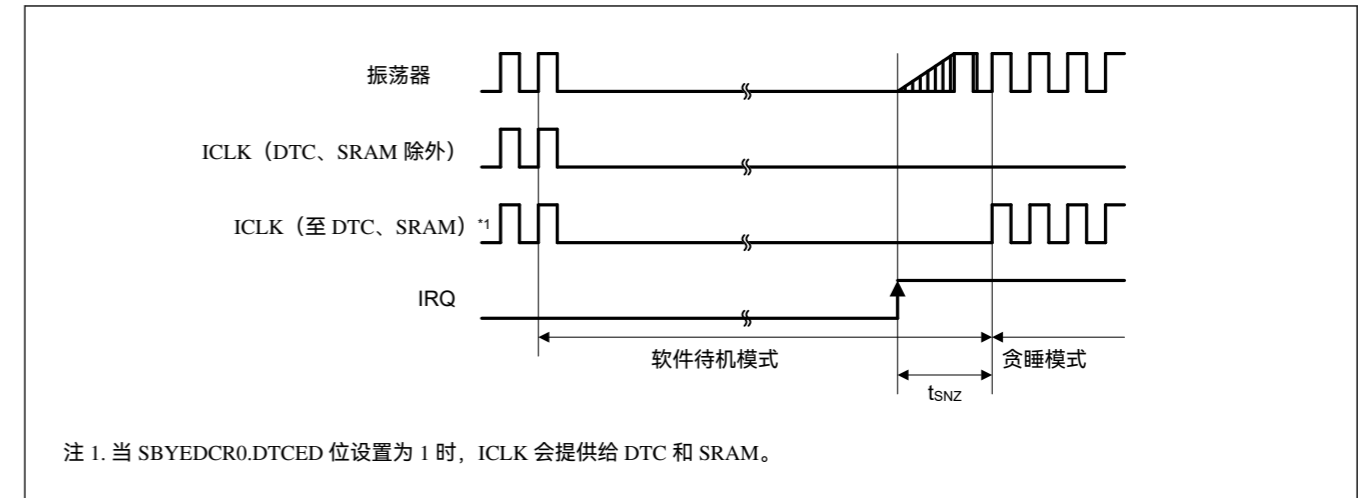 振荡器
ICLK（DTC、SRAM 除外）
ICLK（至 DTC、SRAM）*1
IRQ
软件待机模式
贪睡模式
tSNZ
注 1. 当 SBYEDCR0.DTCED 位设置为 1 时，ICLK 会提供给 DTC 和 SRAM。